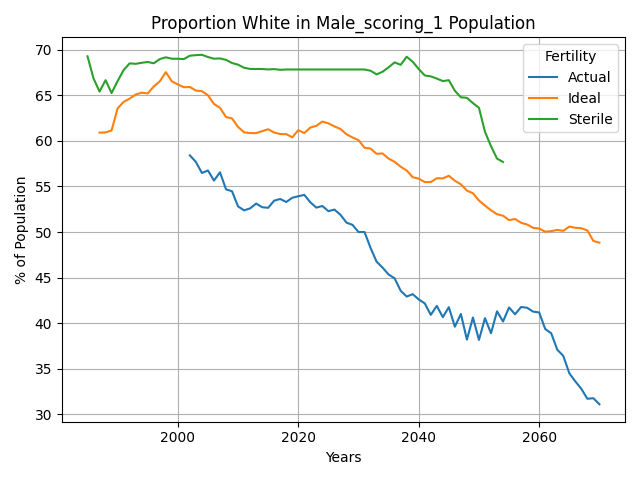 Proportion White in Male_scoring_1 Population
% of Population
70
65
60
55
50
45
40
35
30
Fertility
Actual
Ideal
Sterile
2000 2020 2040 2060
Years